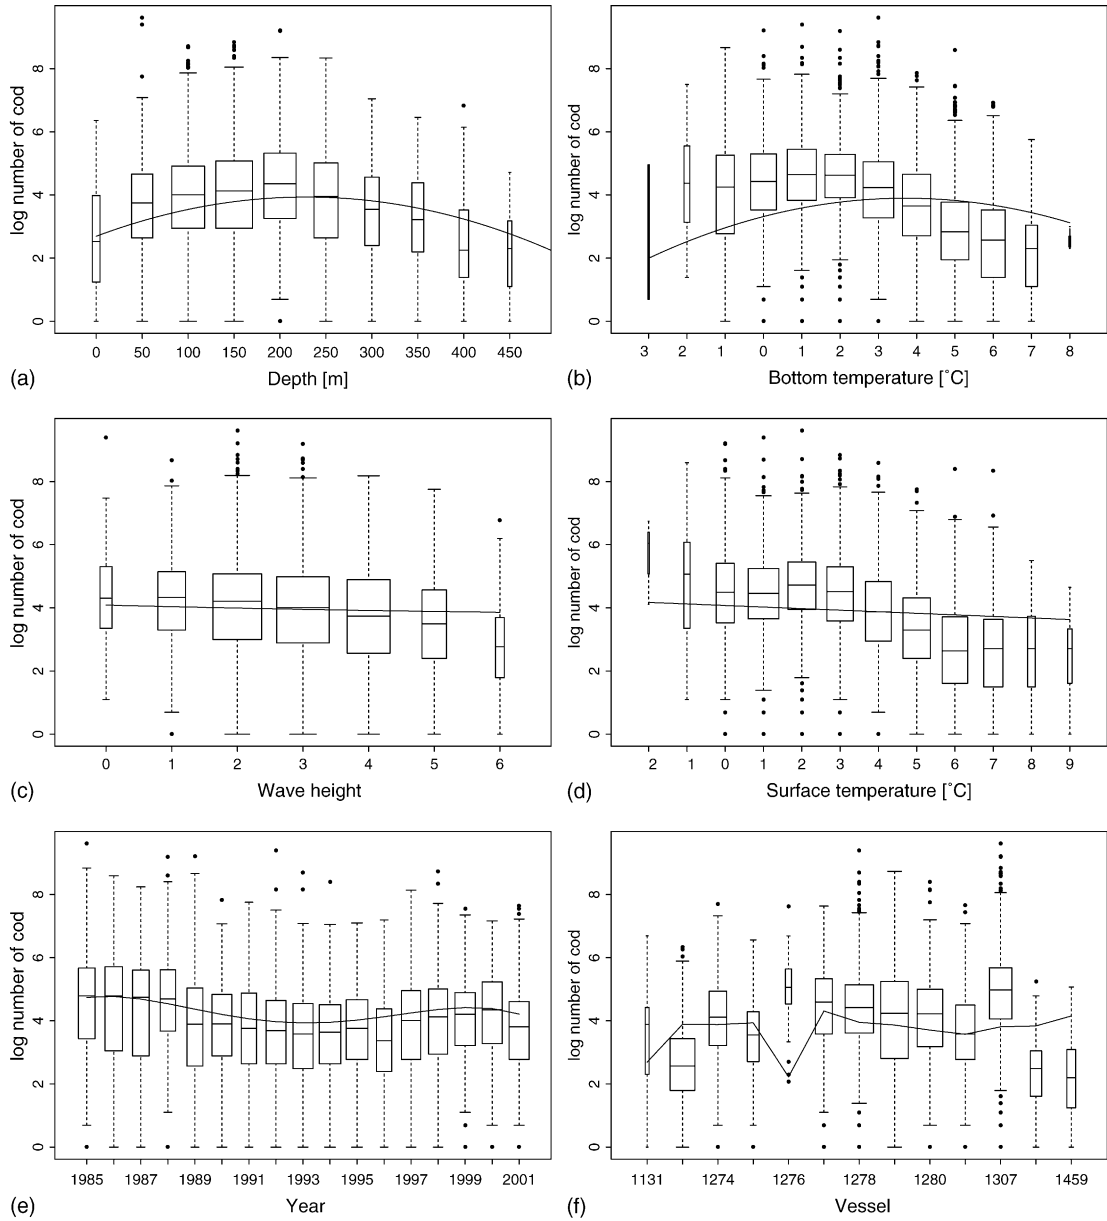 log number of cod
8
6
4
2
0
0 50 100 150 200 250 300 350 400 450
(a) Depth [m]
log number of cod
8
6
4
2
0
3 2 1 0 1 2 3 4 5 6 7 8
(b) Bottom temperature [˚C]
log number of cod
8
6
4
2
0
0 1 2 3 4 5 6
(c) Wave height
log number of cod
8
6
4
2
0
2 1 0 1 2 3 4 5 6 7 8 9
(d) Surface temperature [˚C]
log number of cod
8
6
4
2
0
1985 1987 1989 1991 1993 1995 1997 1999 2001
(e) Year
log number of cod
8
6
4
2
0
1131 1274 1276 1278 1280 1307 1459
(f) Vessel